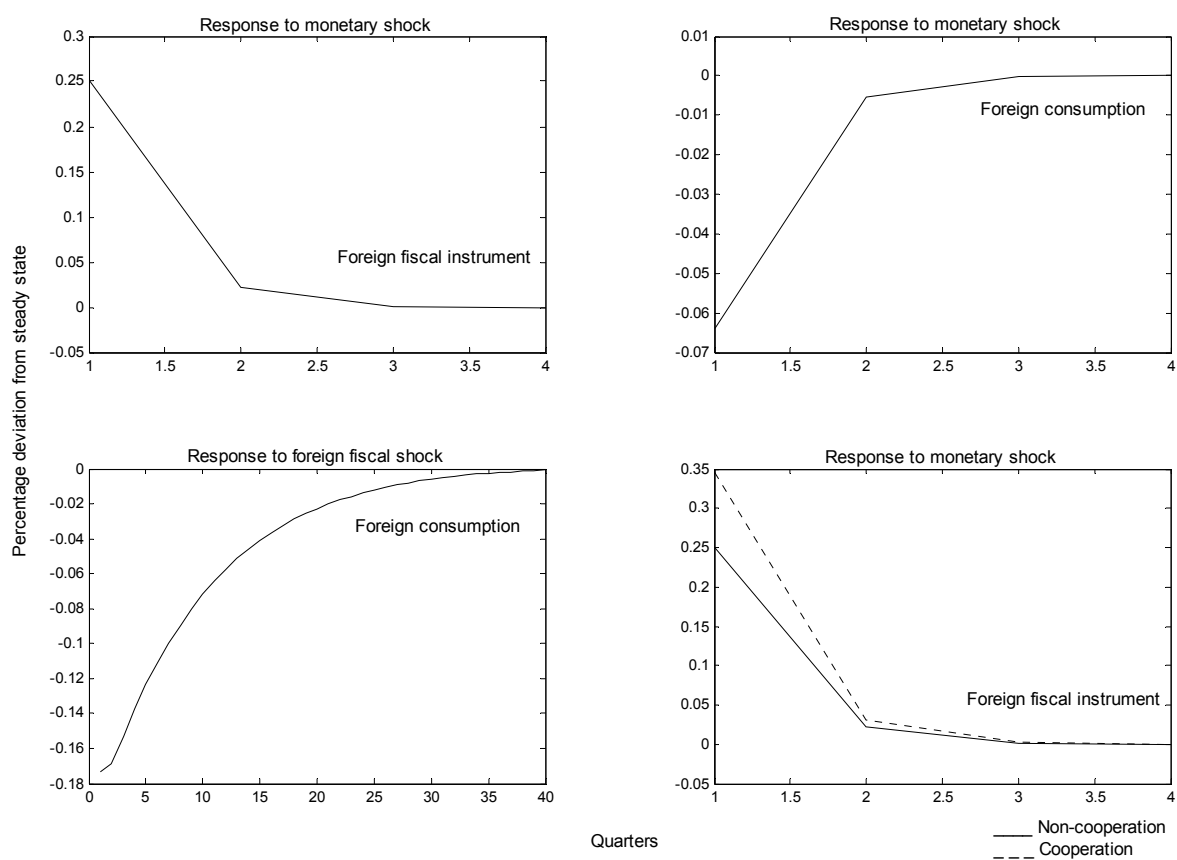 Response to monetary shock
0.3
0.25
0.2
0.15
0.1
0.05
0
-0.05
1 1.5 2 2.5 3 3.5 4
Foreign fiscal instrument
Response to monetary shock
0.01
0
-0.01
-0.02
-0.03
-0.04
-0.05
-0.06
-0.07
1 1.5 2 2.5 3 3.5 4
Foreign consumption
Percentage deviation from steady state
Response to foreign fiscal shock
0
-0.02
-0.04
-0.06
-0.08
-0.1
-0.12
-0.14
-0.16
-0.18
0 5 10 15 20 25 30 35 40
Foreign consumption
Response to monetary shock
0.35
0.3
0.25
0.2
0.15
0.1
0.05
0
-0.05
1 1.5 2 2.5 3 3.5 4
Foreign fiscal instrument
Quarters
Non-cooperation
Cooperation